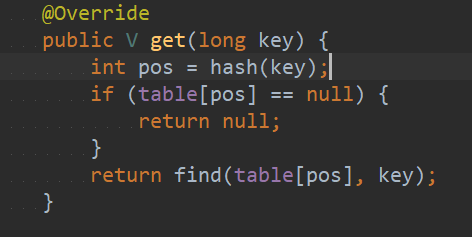 @Override
public V get(long key) {
    int pos = hash(key);
    if (table[pos] == null) {
        return null;
    }
    return find(table[pos], key);
}